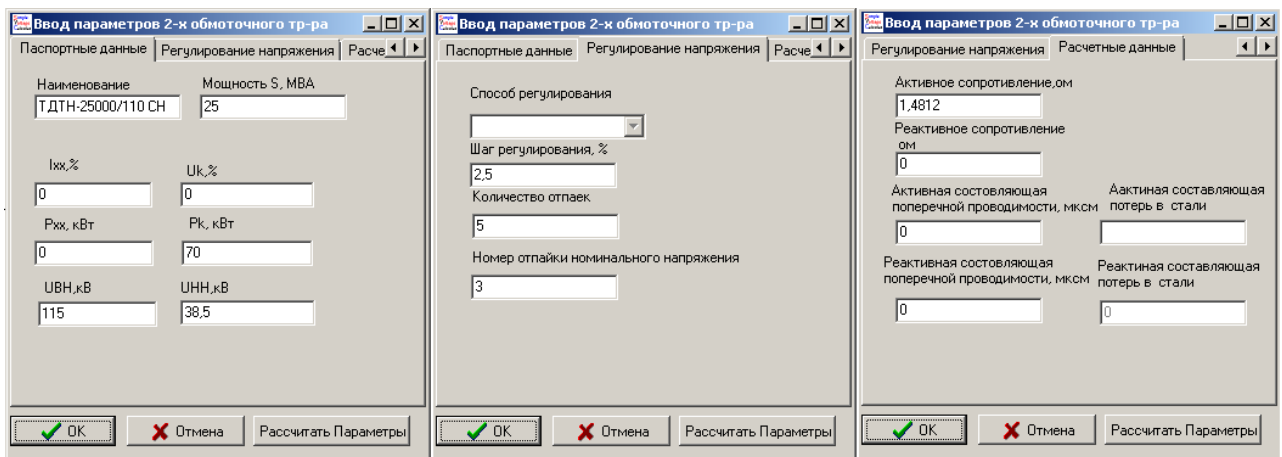 Ввод параметров 2-х обмоточного тр-ра
Паспортные данные Регулирование напряжения Расче
Наименование Мощность S, МВА
ТДТН-25000/110 СН 25
Iхх,% Uk,%
0 0
Рхх, кВт Pk, кВт
0 70
UВН,кВ UНН,кВ
115 38,5
OK Отмена Рассчитать Параметры
Ввод параметров 2-х обмоточного тр-ра
Паспортные данные Регулирование напряжения Расче
Способ регулирования
Шаг регулирования, %
2,5
Количество отпаек
5
Номер отпайки номинального напряжения
3
OK Отмена Рассчитать Параметры
Ввод параметров 2-х обмоточного тр-ра
Регулирование напряжения Расчетные данные
Активное сопротивление,ом
1,4812
Реактивное сопротивление
ом
0
Активная состовляющая Аактиная составляющая
поперечной проводимости, мксм потерь в стали
0
Реактивная состовляющая Реактиная составляющая
поперечной проводимости, мксм потерь в стали
0 0
OK Отмена Рассчитать Параметры